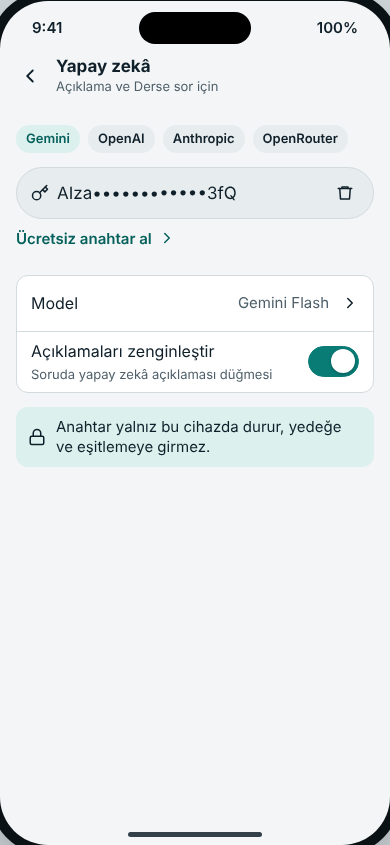 9:41
100%
Yapay zekâ
Açıklama ve Derse sor için
Gemini
OpenAI
Anthropic
OpenRouter
AIza••••••••••••3fQ
Ücretsiz anahtar al
Model
Gemini Flash
Açıklamaları zenginleştir
Soruda yapay zekâ açıklaması düğmesi
Anahtar yalnız bu cihazda durur, yedeğe
ve eşitlemeye girmez.